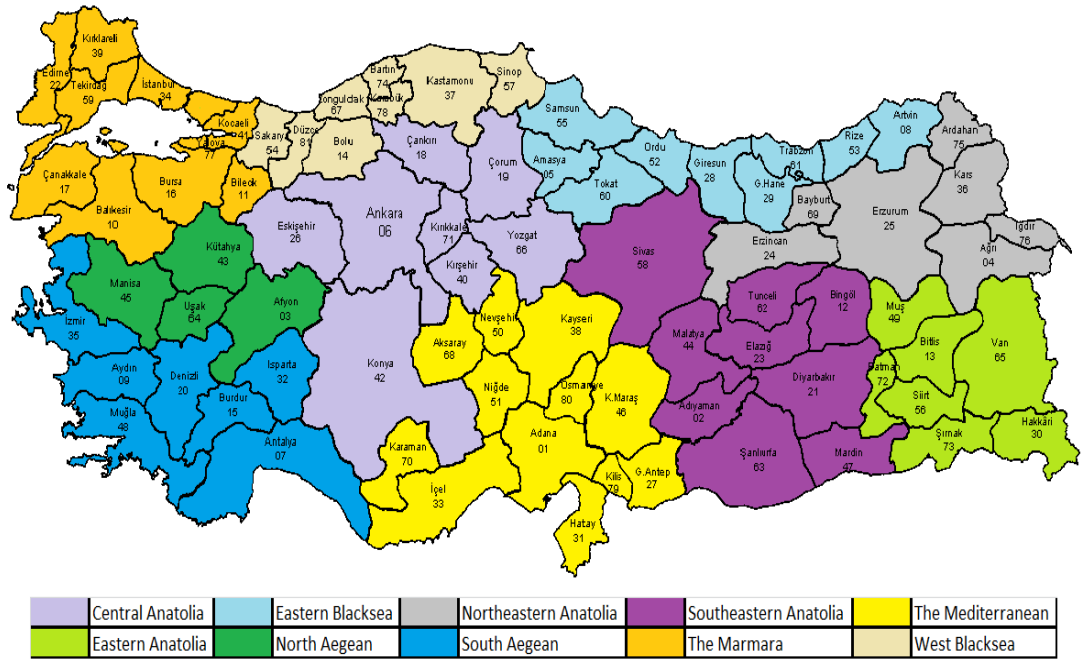 Kırklareli
39
Edirne
22
Tekirdağ
59
İstanbul
34
Kocaeli
41
Yalova
77
Sakarya
54
Düzce
81
Bolu
14
Zonguldak
67
Bartın
74
Karabük
78
Kastamonu
37
Sinop
57
Samsun
55
Amasya
05
Tokat
60
Ordu
52
Giresun
28
G.Hane
29
Trabzon
61
Rize
53
Artvin
08
Ardahan
75
Kars
36
Iğdır
76
Ağrı
04
Erzurum
25
Bayburt
69
Erzincan
24
Çanakkale
17
Balıkesir
10
Bursa
16
Bilecik
11
Kütahya
43
Manisa
45
Uşak
64
Afyon
03
İzmir
35
Aydın
09
Muğla
48
Denizli
20
Burdur
15
Isparta
32
Antalya
07
Eskişehir
26
Ankara
06
Çankırı
18
Çorum
19
Kırıkkale
71
Kırşehir
40
Yozgat
66
Konya
42
Aksaray
68
Nevşehir
50
Kayseri
38
Niğde
51
Osmaniye
80
K.Maraş
46
Adana
01
Karaman
70
İçel
33
Kilis
79
G.Antep
27
Hatay
31
Sivas
58
Malatya
44
Tunceli
62
Bingöl
12
Elazığ
23
Diyarbakır
21
Adıyaman
02
Şanlıurfa
63
Mardin
47
Muş
49
Bitlis
13
Van
65
Batman
72
Siirt
56
Şırnak
73
Hakkâri
30
Central Anatolia
Eastern Blacksea
Northeastern Anatolia
Southeastern Anatolia
The Mediterranean
Eastern Anatolia
North Aegean
South Aegean
The Marmara
West Blacksea